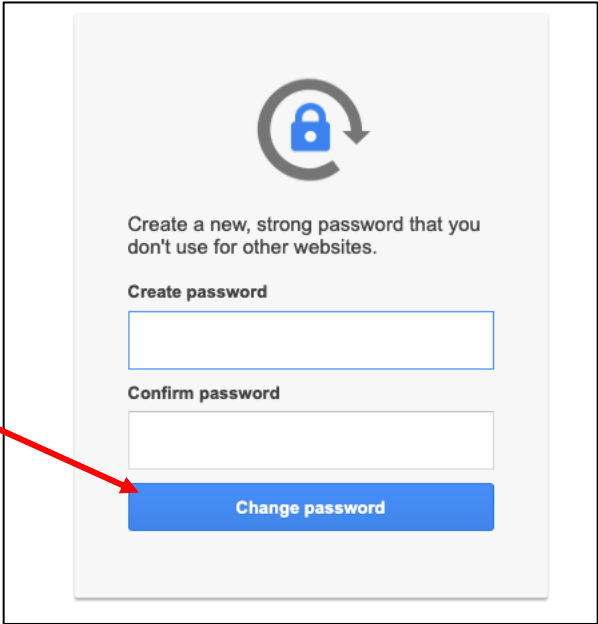 Create a new, strong password that you
don't use for other websites.
Create password
Confirm password
Change password